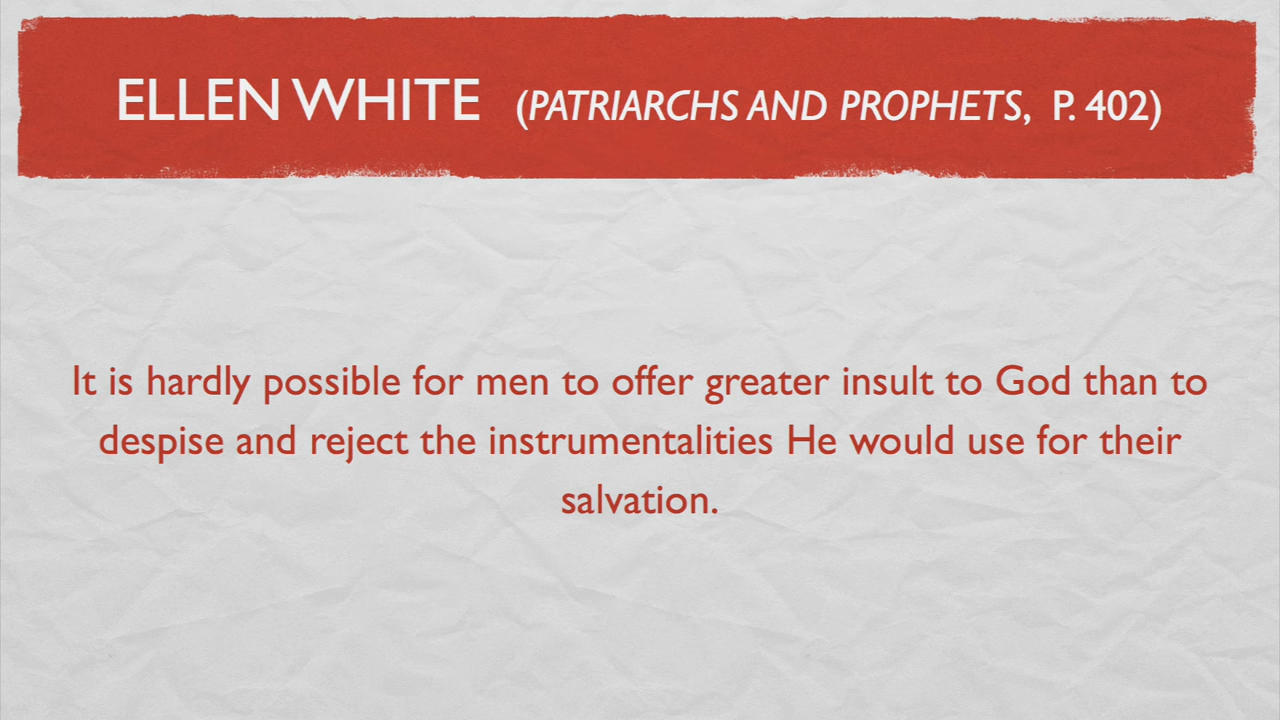 ELLEN WHITE (PATRIARCHS AND PROPHETS, P. 402)
It is hardly possible for men to offer greater insult to God than to
despise and reject the instrumentalities He would use for their
salvation.